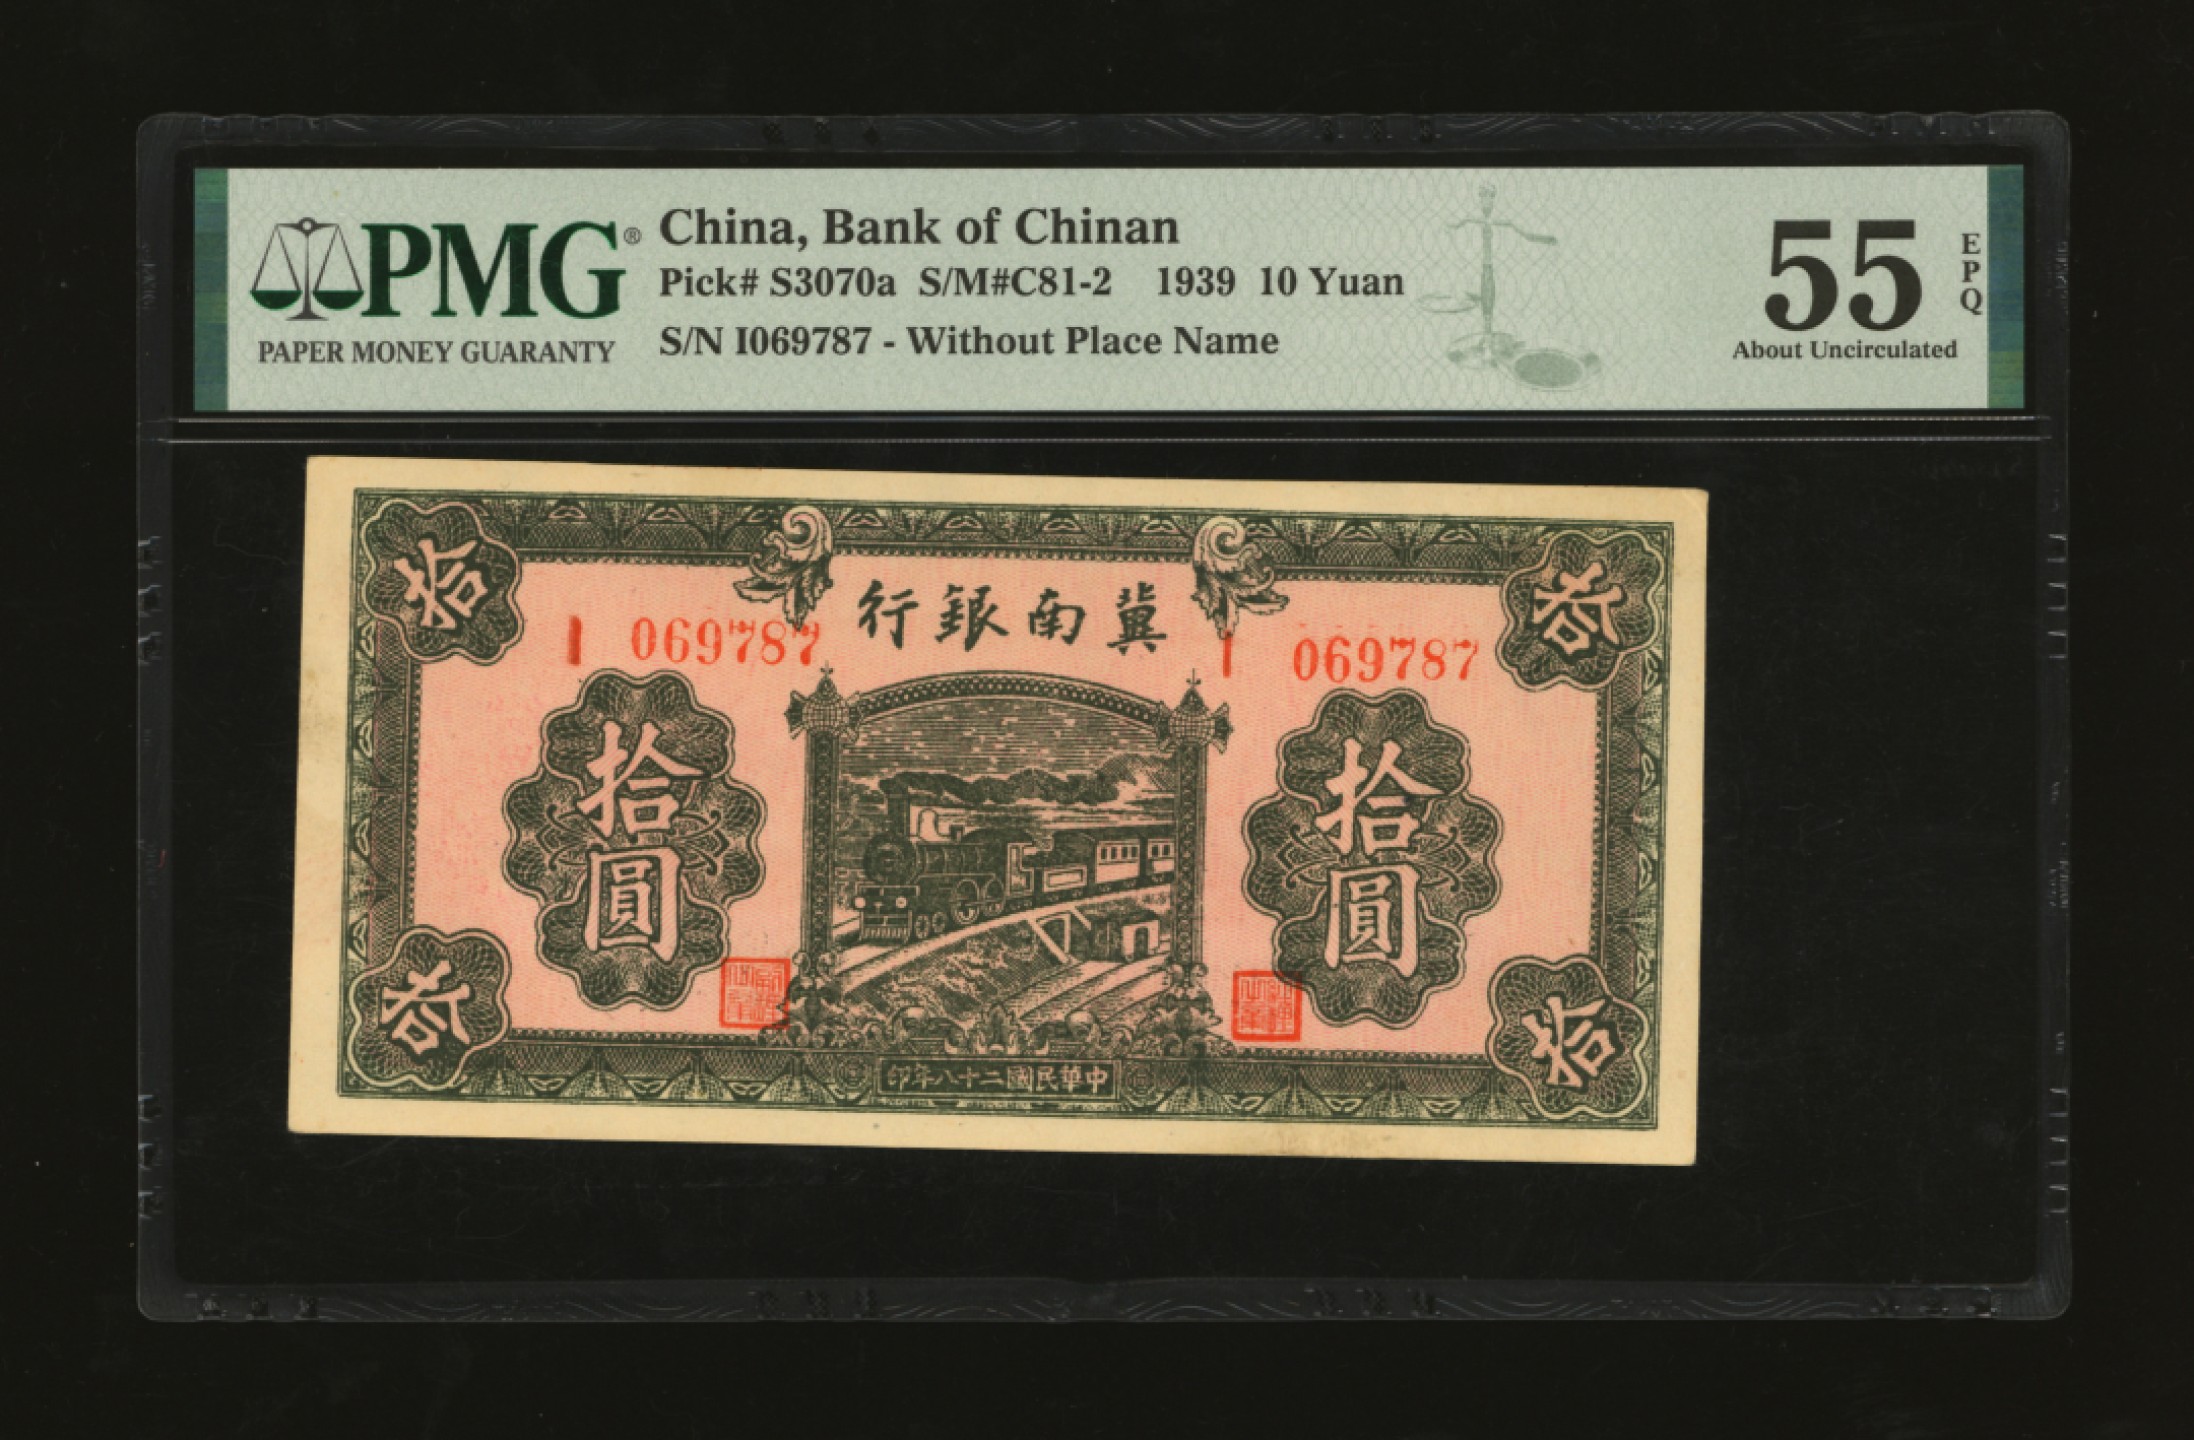 PMG®
PAPER MONEY GUARANTY
China, Bank of Chinan
Pick# S3070a S/M#C81-2 1939 10 Yuan
S/N I069787 - Without Place Name
55
EPQ
About Uncirculated
拾
拾
行銀南冀
I 069787
I 069787
拾圓
拾圓
拾
拾
印年八十二國民華中